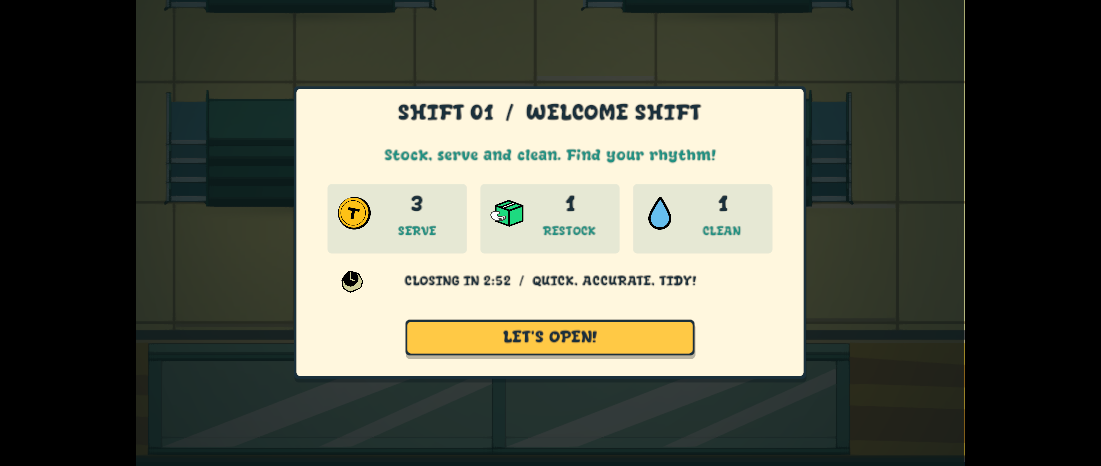 SHIFT 01 / WELCOME SHIFT
Stock, serve and clean. Find your rhythm!
T
3
SERVE
1
RESTOCK
1
CLEAN
CLOSING IN 2:52 / QUICK, ACCURATE, TIDY!
LET'S OPEN!